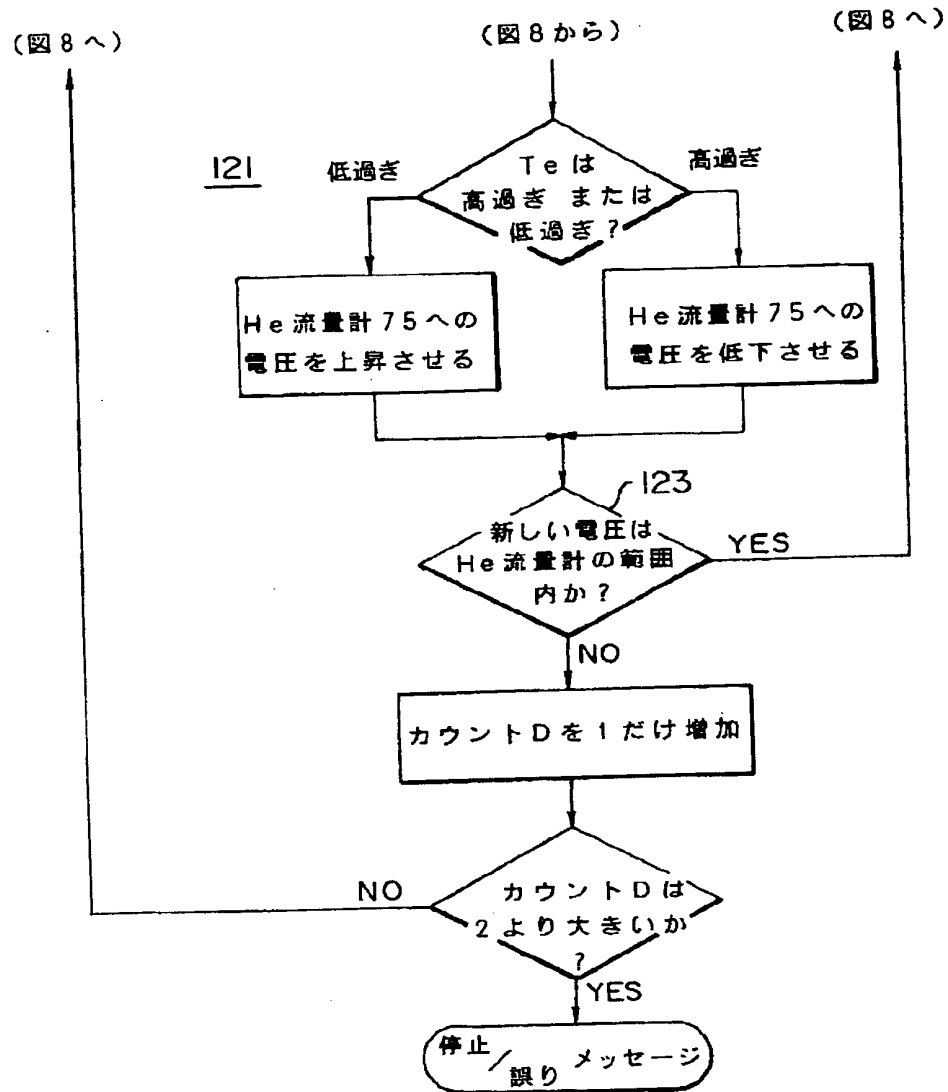 (図8へ)
(図8から)
(図8へ)
121
低過ぎ
高過ぎ
Teは
高過ぎ または
低過ぎ?
He流量計75への
電圧を上昇させる
He流量計75への
電圧を低下させる
123
新しい電圧は
He流量計の範囲
内か?
YES
NO
カウントDを1だけ増加
NO
カウントDは
2より大きいか
?
YES
停止/誤り メッセージ